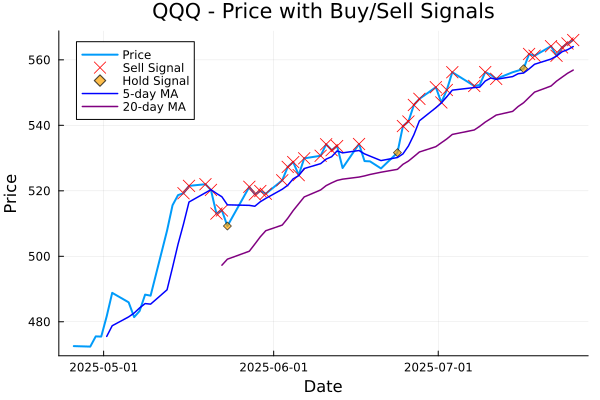 QQQ - Price with Buy/Sell Signals
Price
Sell Signal
Hold Signal
5-day MA
20-day MA
560
540
520
500
480
Price
2025-05-01
2025-06-01
2025-07-01
Date